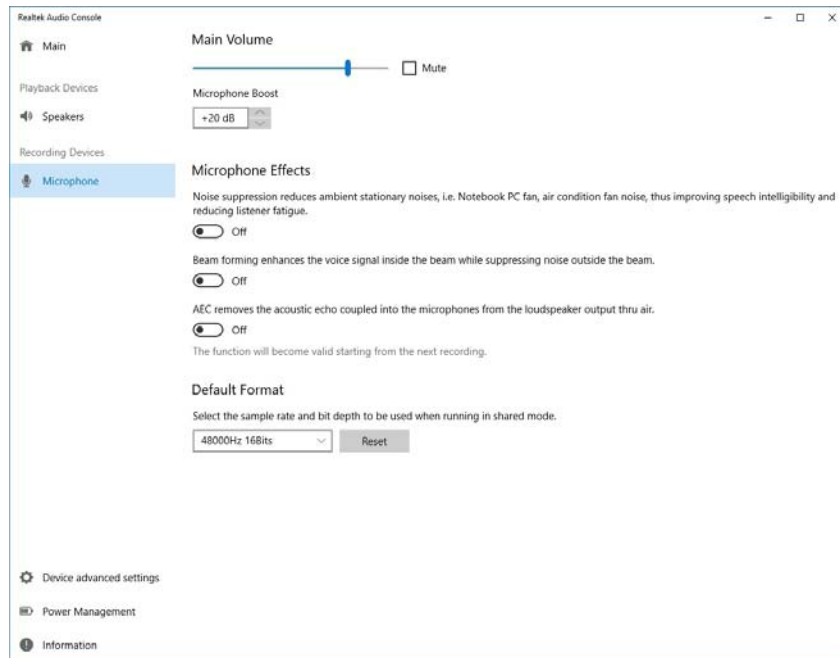 Realtek Audio Console
Main
Playback Devices
Speakers
Recording Devices
Microphone
Device advanced settings
Power Management
Information
Main Volume
Mute
Microphone Boost
+20 dB
Microphone Effects
Noise suppression reduces ambient stationary noises, i.e. Notebook PC fan, air condition fan noise, thus improving speech intelligibility and
reducing listener fatigue.
Off
Beam forming enhances the voice signal inside the beam while suppressing noise outside the beam.
Off
AEC removes the acoustic echo coupled into the microphones from the loudspeaker output thru air.
Off
The function will become valid starting from the next recording.
Default Format
Select the sample rate and bit depth to be used when running in shared mode.
48000Hz 16Bits
Reset